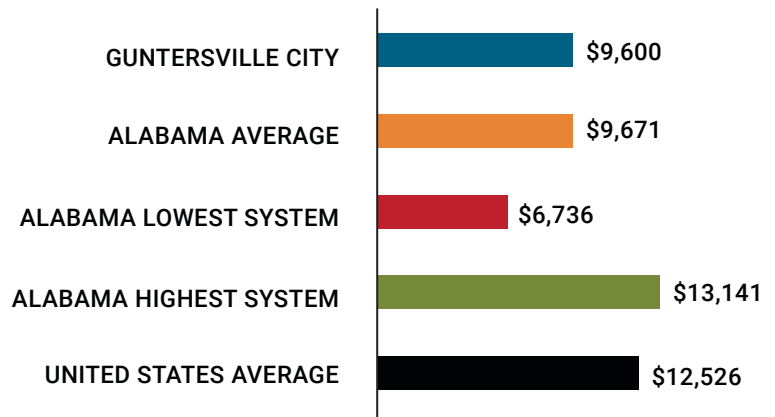 GUNTERSVILLE CITY $9,600
ALABAMA AVERAGE $9,671
ALABAMA LOWEST SYSTEM $6,736
ALABAMA HIGHEST SYSTEM $13,141
UNITED STATES AVERAGE $12,526